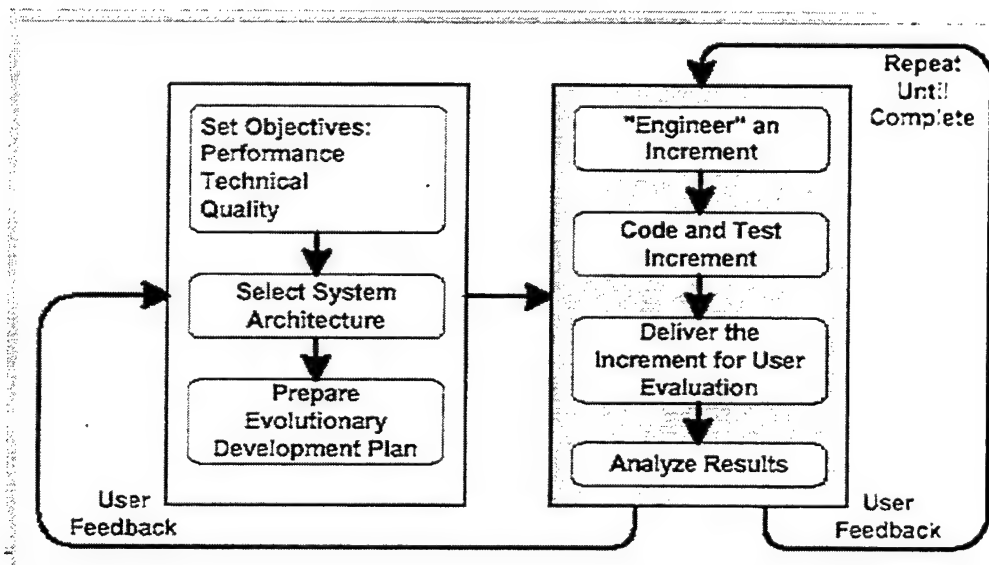 Set Objectives:
Performance
Technical
Quality
Select System
Architecture
Prepare
Evolutionary
Development Plan
User
Feedback
"Engineer" an
Increment
Code and Test
Increment
Deliver the
Increment for User
Evaluation
Analyze Results
Repeat
Until
Complete
User
Feedback